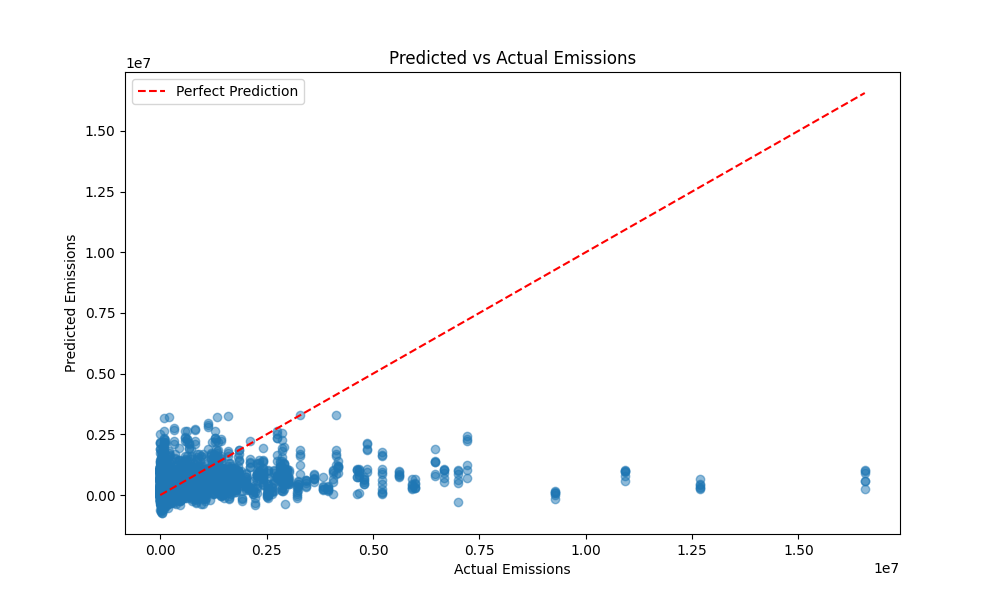 Predicted vs Actual Emissions
1e7
Perfect Prediction
1.50
1.25
1.00
0.75
0.50
0.25
0.00
Predicted Emissions
0.00 0.25 0.50 0.75 1.00 1.25 1.50
Actual Emissions
1e7